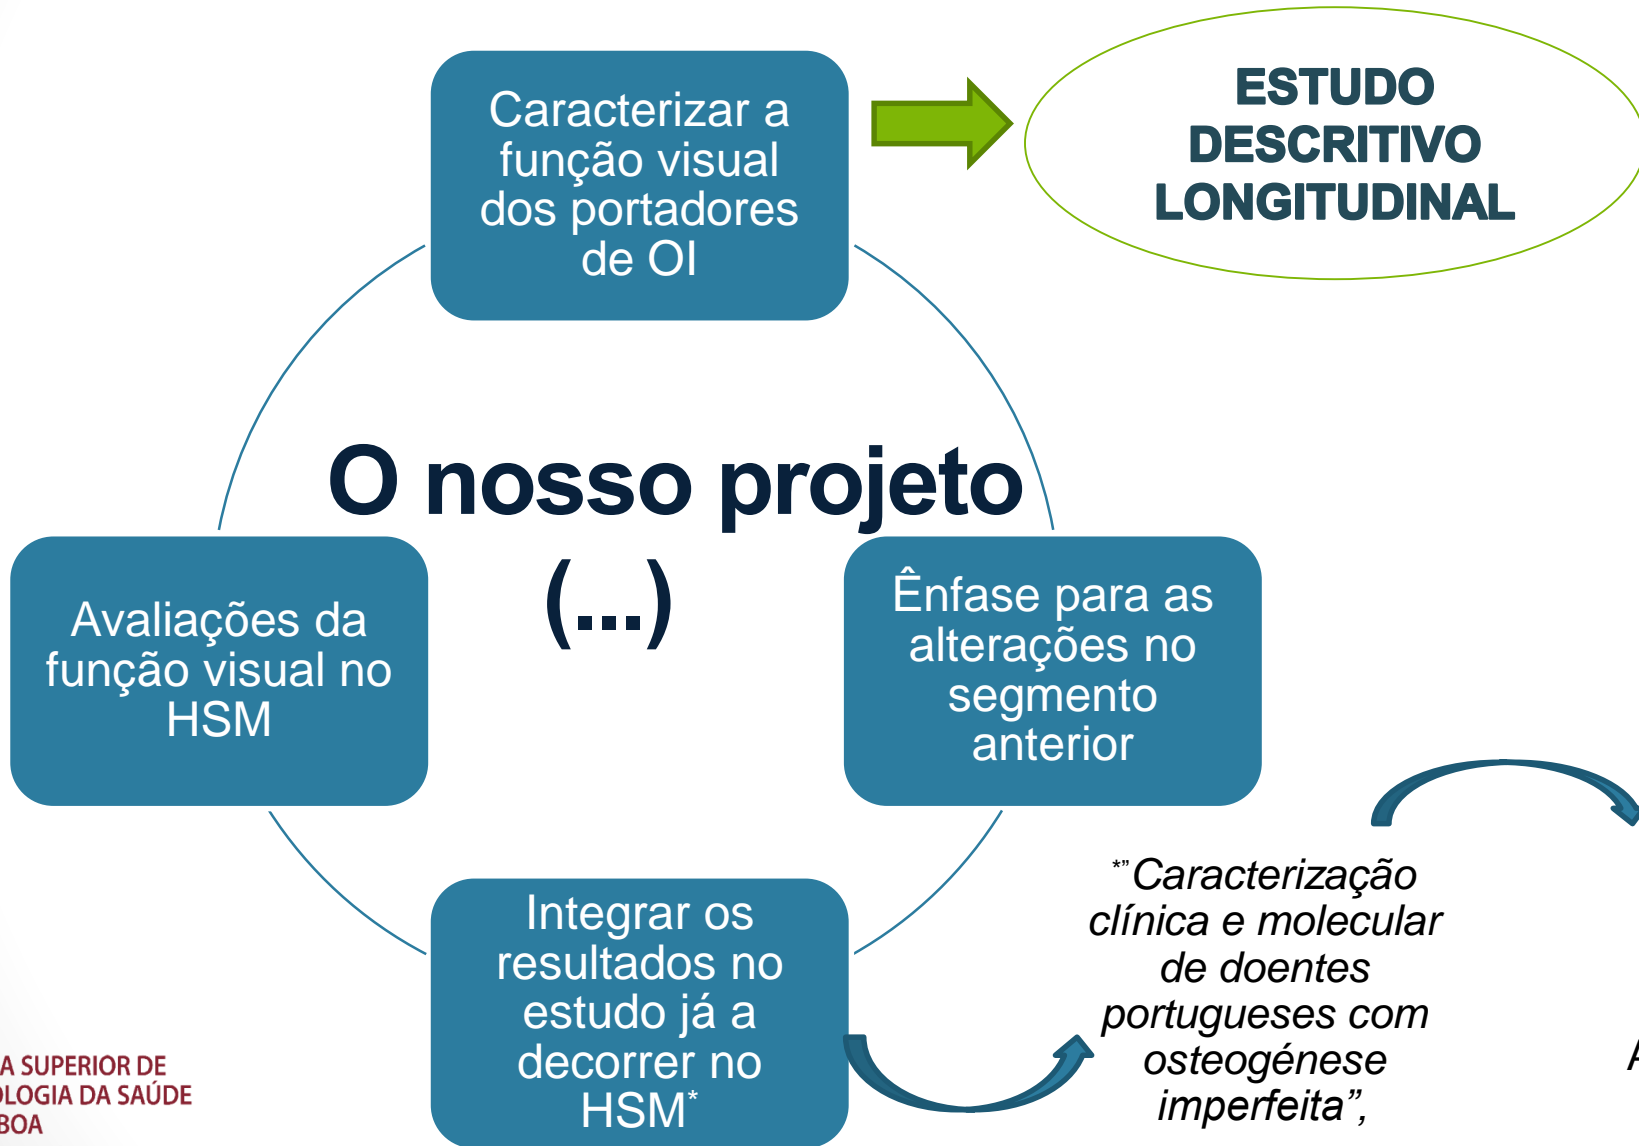 Caracterizar a
função visual
dos portadores
de OI
ESTUDO
DESCRITIVO
LONGITUDINAL
O nosso projeto
(...)
Avaliações da
função visual no
HSM
Ênfase para as
alterações no
segmento
anterior
Integrar os
resultados no
estudo já a
decorrer no
HSM*
*”Caracterização
clínica e molecular
de doentes
portugueses com
osteogénese
imperfeita”,
A SUPERIOR DE
OLOGIA DA SAÚDE
BOA